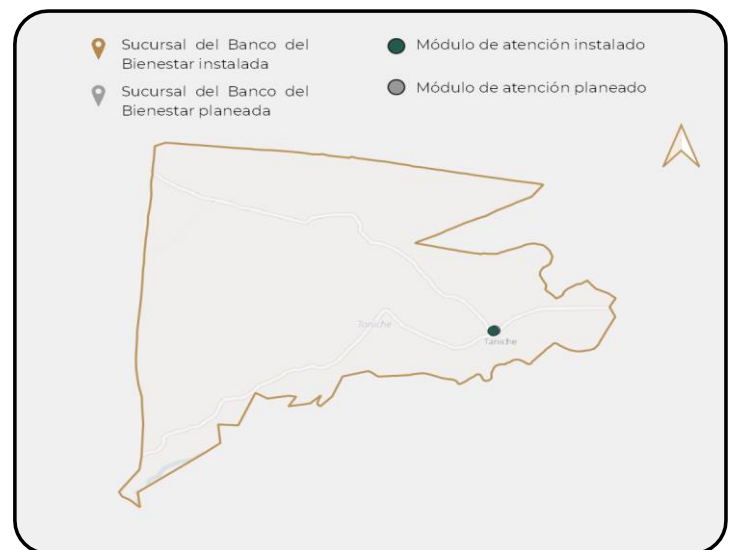 Sucursal del Banco del
Bienestar instalada
Sucursal del Banco del
Bienestar planeada
Módulo de atención instalado
Módulo de atención planeado
Taniche
Taniche